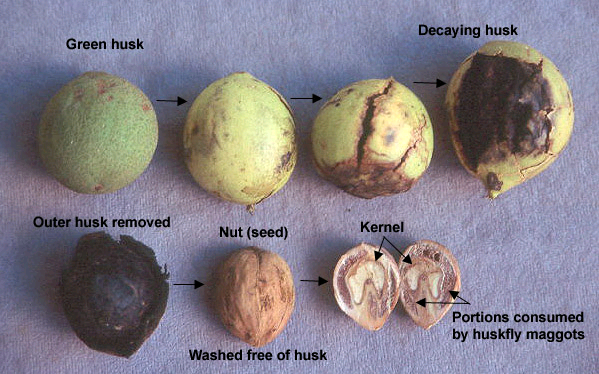 Green husk
Decaying husk
Outer husk removed
Nut (seed)
Kernel
Portions consumed
by huskfly maggots
Washed free of husk